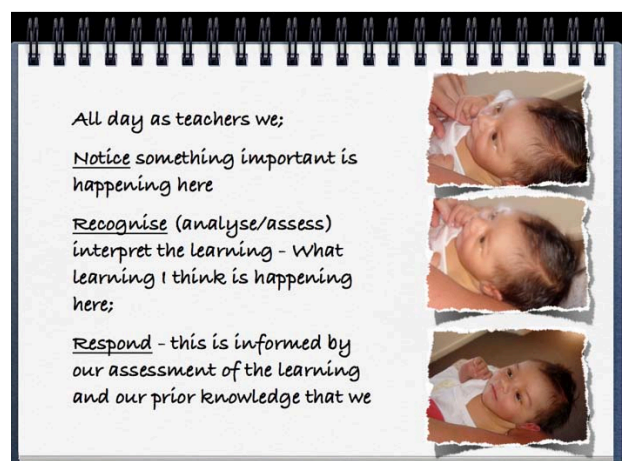 All day as teachers we;
Notice something important is
happening here
Recognise (analyse/assess)
interpret the learning - What
learning I think is happening
here;
Respond - this is informed by
our assessment of the learning
and our prior knowledge that we